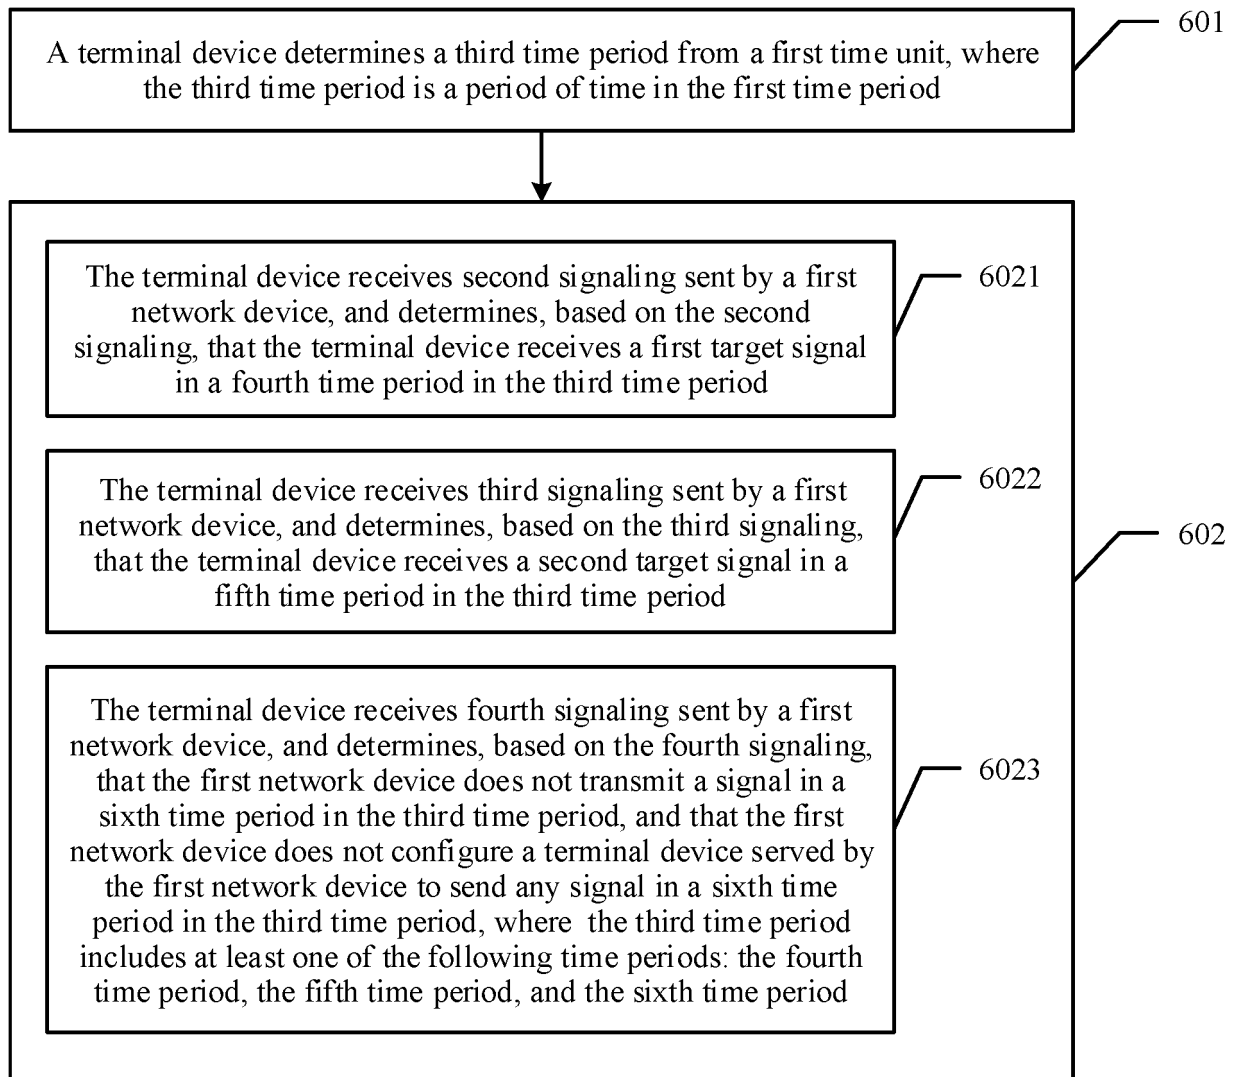 A terminal device determines a third time period from a first time unit, where
the third time period is a period of time in the first time period
601
The terminal device receives second signaling sent by a first
network device, and determines, based on the second
signaling, that the terminal device receives a first target signal
in a fourth time period in the third time period
6021
The terminal device receives third signaling sent by a first
network device, and determines, based on the third signaling,
that the terminal device receives a second target signal in a
fifth time period in the third time period
6022
602
The terminal device receives fourth signaling sent by a first
network device, and determines, based on the fourth signaling,
that the first network device does not transmit a signal in a
sixth time period in the third time period, and that the first
network device does not configure a terminal device served by
the first network device to send any signal in a sixth time
period in the third time period, where the third time period
includes at least one of the following time periods: the fourth
time period, the fifth time period, and the sixth time period
6023